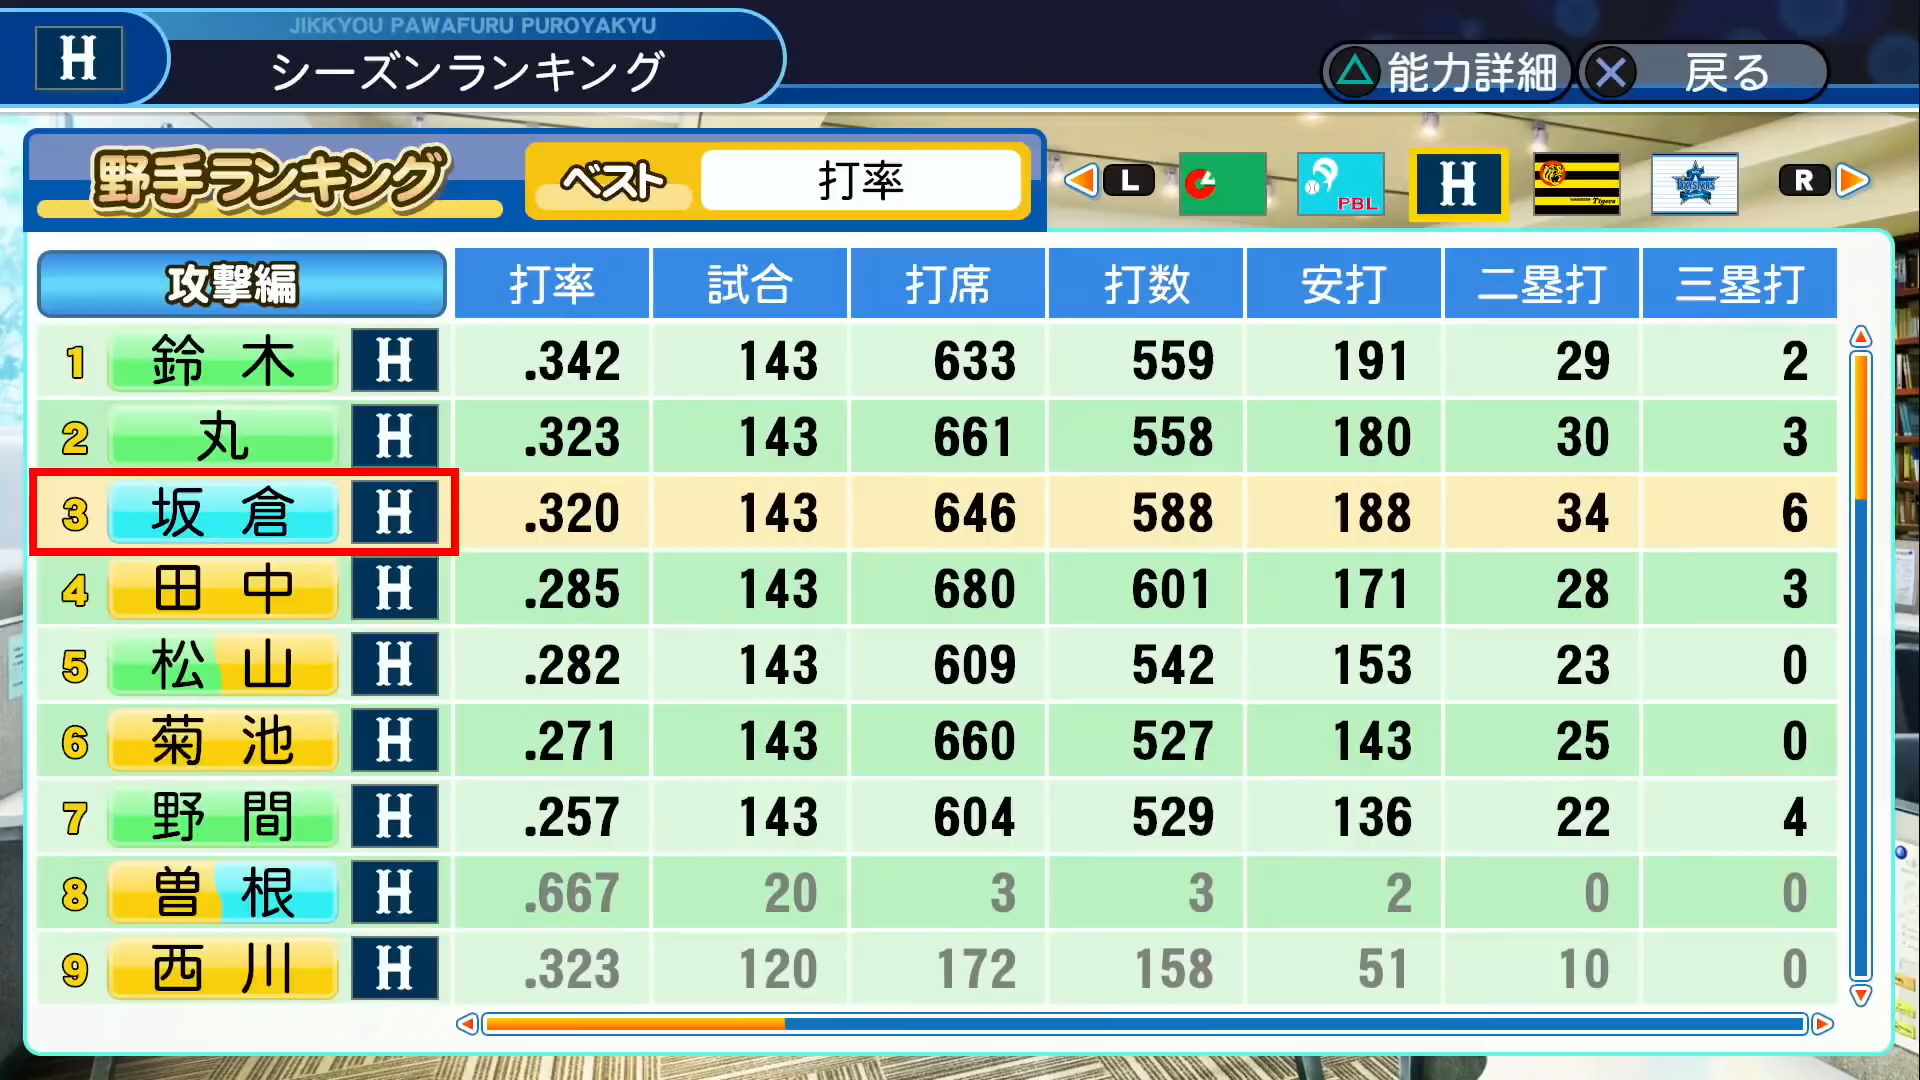 H
JIKKYOU PAWAFURU PUROYAKYU
シーズンランキング
能力詳細
戻る
野手ランキング
ベスト 打率
L
PBL
H
Tigers
R
攻撃編 打率 試合 打席 打数 安打 二塁打 三塁打
1 鈴木 H .342 143 633 559 191 29 2
2 丸 H .323 143 661 558 180 30 3
3 坂倉 H .320 143 646 588 188 34 6
4 田中 H .285 143 680 601 171 28 3
5 松山 H .282 143 609 542 153 23 0
6 菊池 H .271 143 660 527 143 25 0
7 野間 H .257 143 604 529 136 22 4
8 曽根 H .667 20 3 3 2 0 0
9 西川 H .323 120 172 158 51 10 0